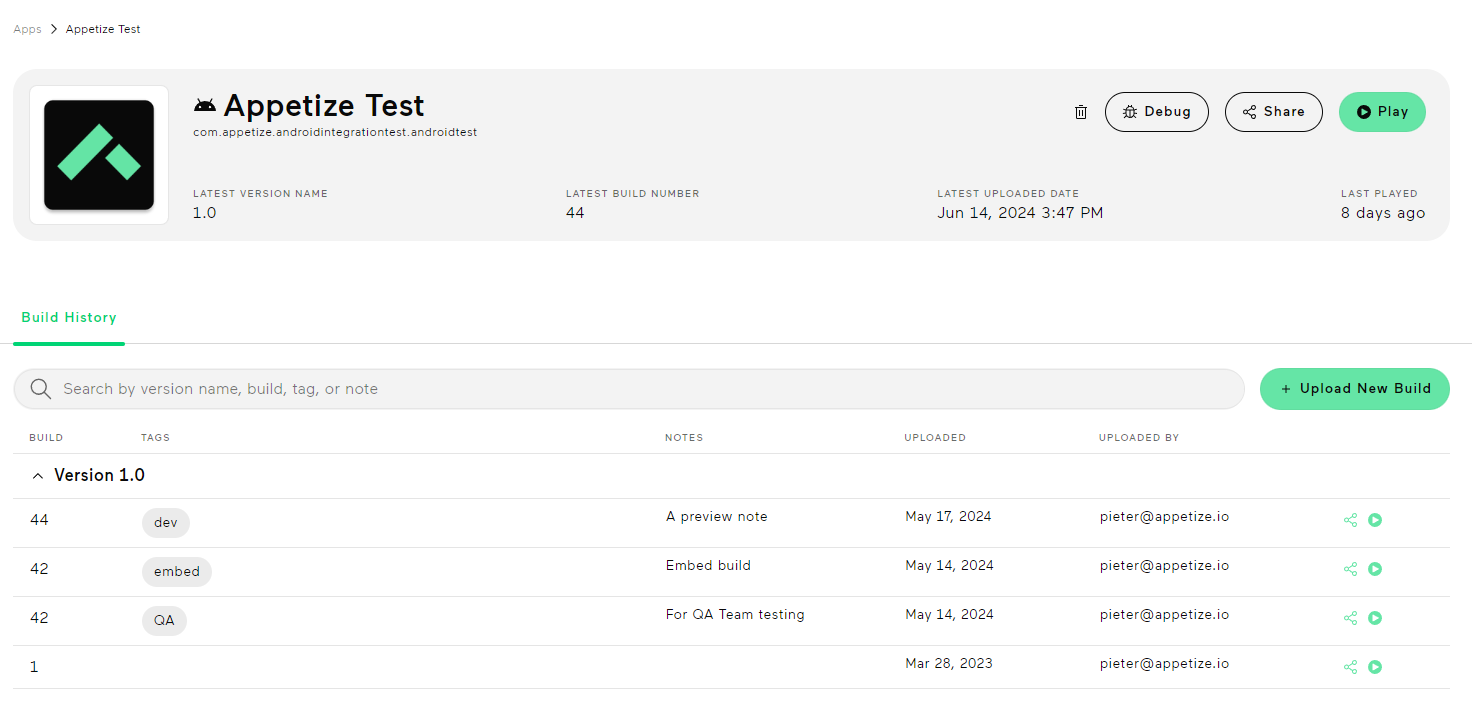 Apps > Appetize Test
Appetize Test
com.appetize.androidintegrationtest.androidtest
Debug
Share
Play
LATEST VERSION NAME
1.0
LATEST BUILD NUMBER
44
LATEST UPLOADED DATE
Jun 14, 2024 3:47 PM
LAST PLAYED
8 days ago
Build History
Search by version name, build, tag, or note
+ Upload New Build
BUILD TAGS NOTES UPLOADED UPLOADED BY
Version 1.0
44 dev A preview note May 17, 2024 pieter@appetize.io
42 embed Embed build May 14, 2024 pieter@appetize.io
42 QA For QA Team testing May 14, 2024 pieter@appetize.io
1 Mar 28, 2023 pieter@appetize.io